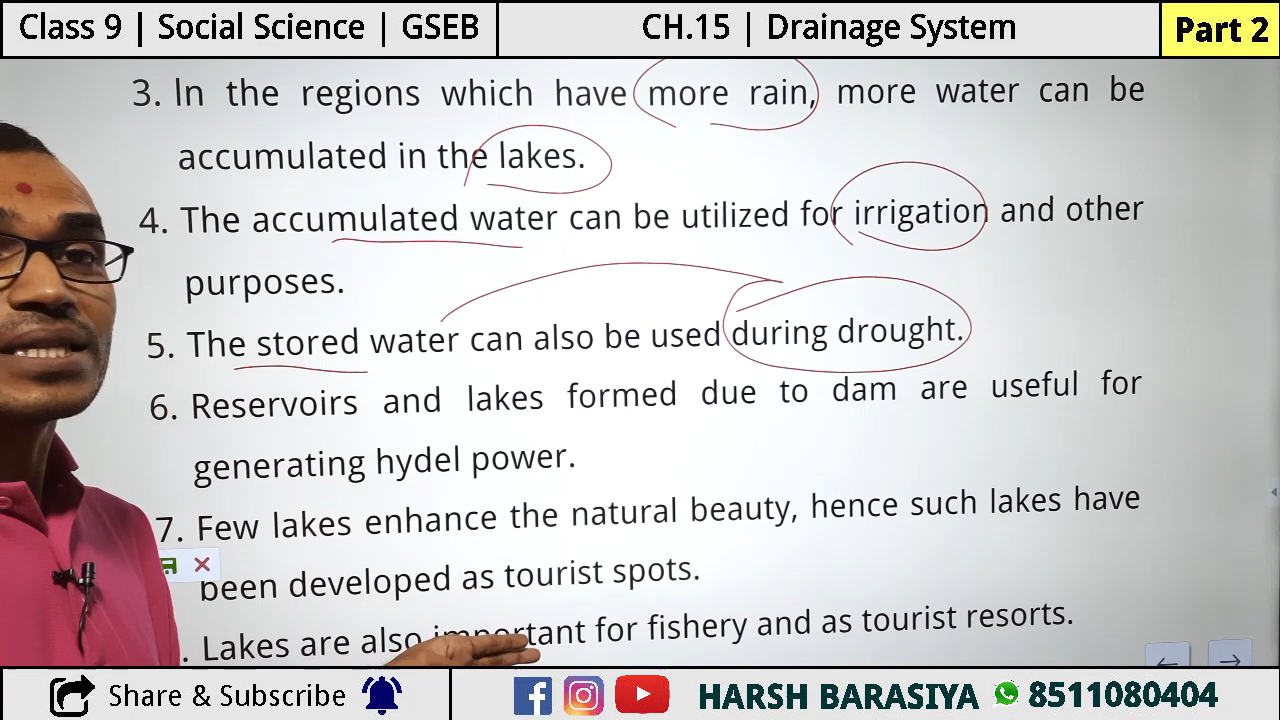 Class 9 | Social Science | GSEB
CH.15 | Drainage System
Part 2
3. In the regions which have more rain, more water can be
accumulated in the lakes.
4. The accumulated water can be utilized for irrigation and other
purposes.
5. The stored water can also be used during drought.
6. Reservoirs and lakes formed due to dam are useful for
generating hydel power.
7. Few lakes enhance the natural beauty, hence such lakes have
been developed as tourist spots.
. Lakes are also important for fishery and as tourist resorts.
Share & Subscribe
HARSH BARASIYA 8511080404